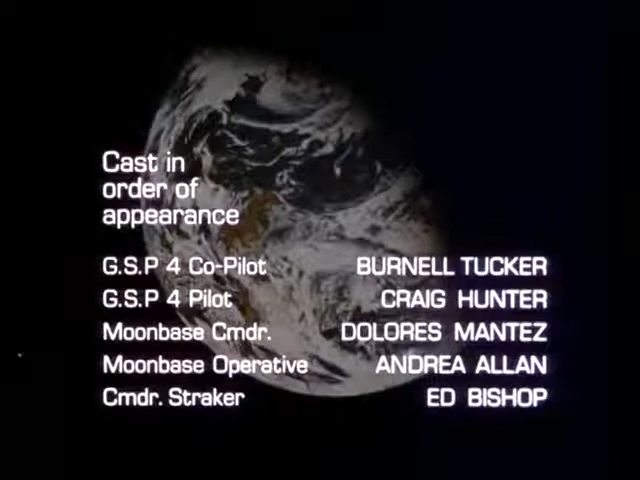 Cast in
order of
appearance
G.S.P 4 Co-Pilot BURNELL TUCKER
G.S.P 4 Pilot CRAIG HUNTER
Moonbase Cmdr. DOLORES MANTEZ
Moonbase Operative ANDREA ALLAN
Cmdr. Straker ED BISHOP